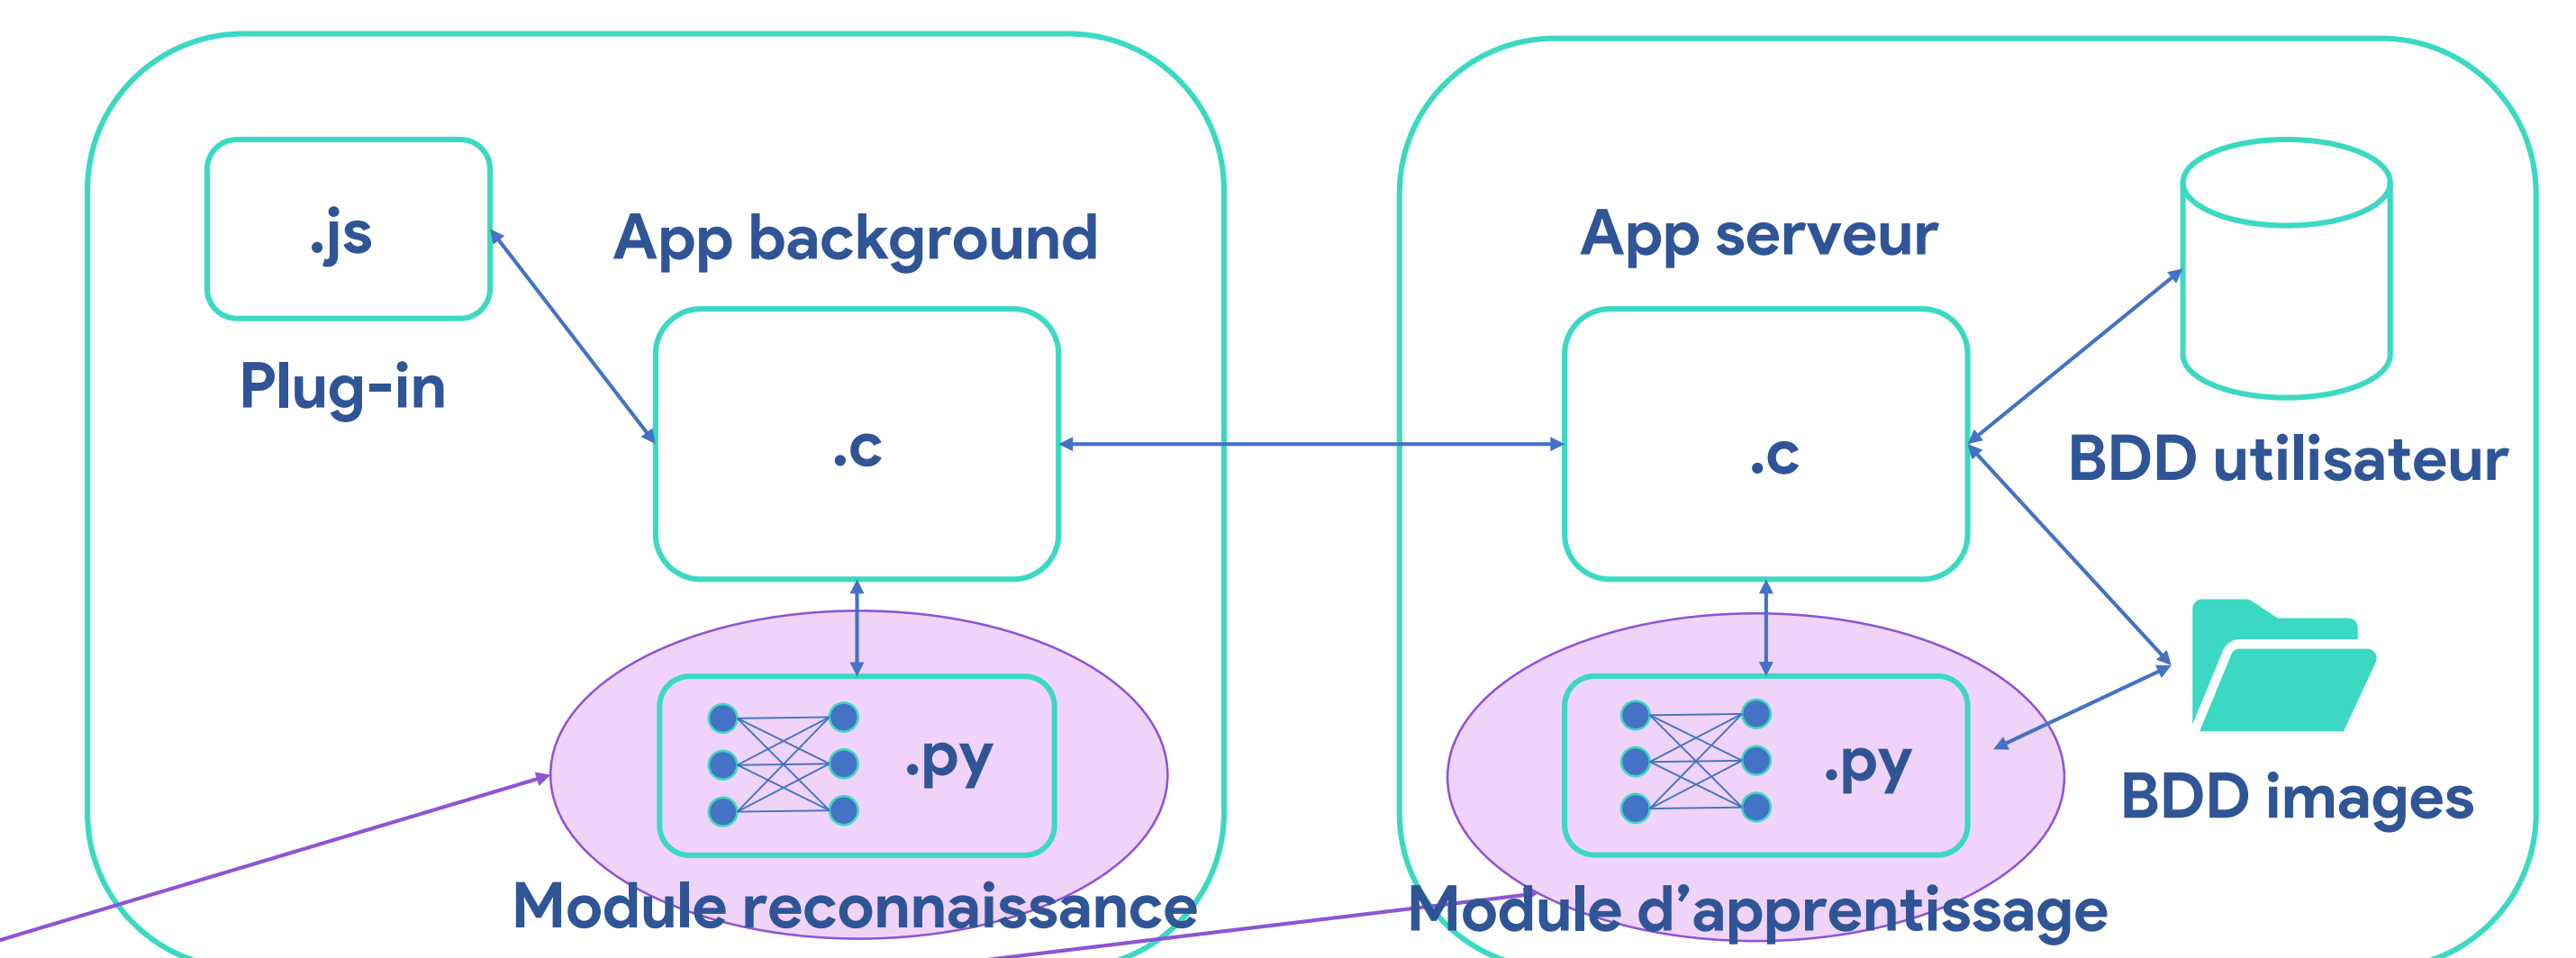 .js
Plug-in
App background
.c
.py
Module reconnaissance
App serveur
.c
BDD utilisateur
.py
BDD images
Module d’apprentissage